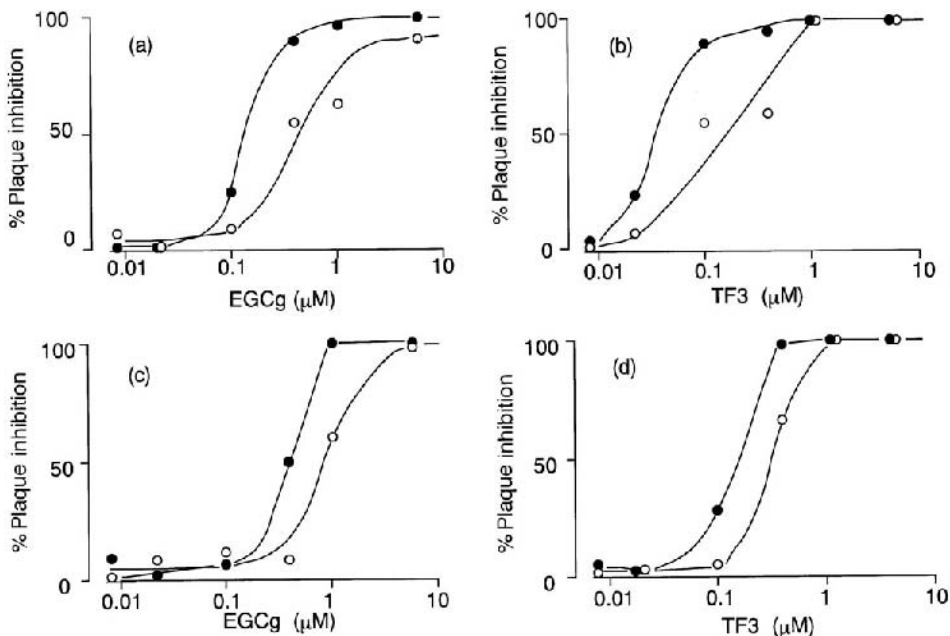 100
(a)
% Plaque inhibition
50
0
0.01 0.1 1 10
EGCg (μM)
100
(b)
% Plaque inhibition
50
0
0.01 0.1 1 10
TF3 (μM)
100
(c)
% Plaque inhibition
50
0
0.01 0.1 1 10
EGCg (μM)
100
(d)
% Plaque inhibition
50
0
0.01 0.1 1 10
TF3 (μM)